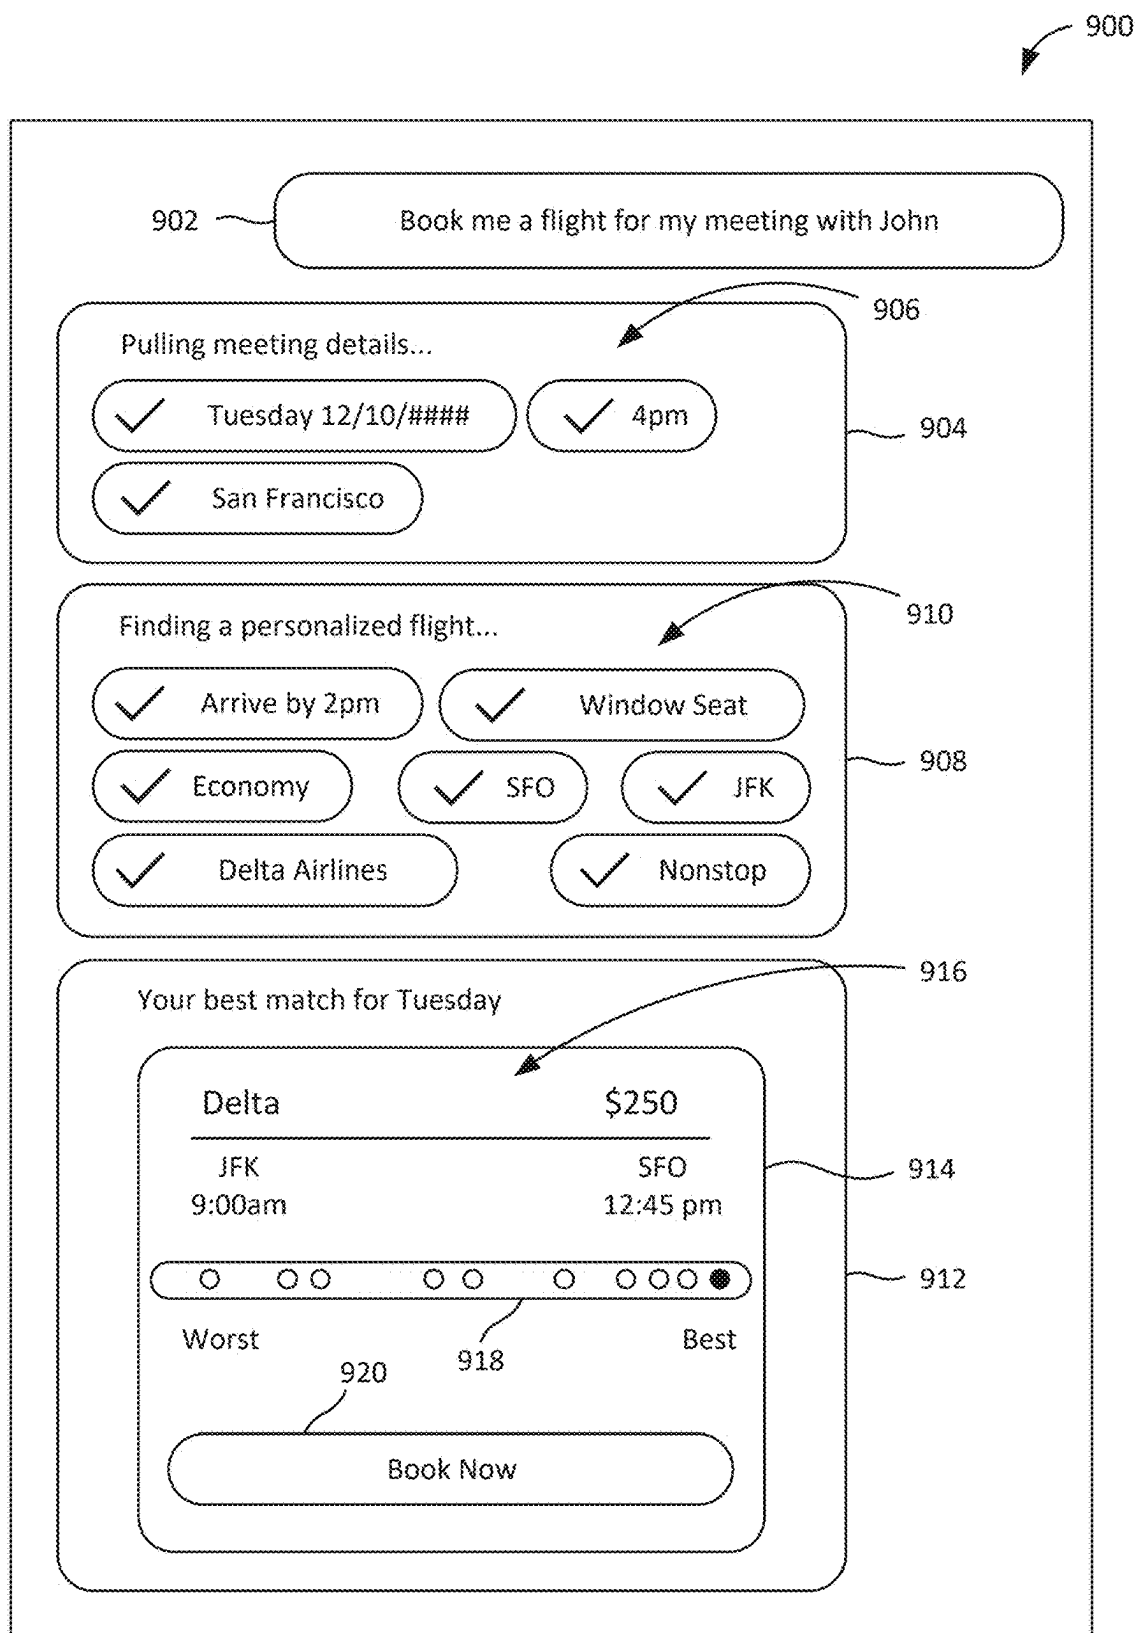 900
902 Book me a flight for my meeting with John
906
Pulling meeting details...
Tuesday 12/10/#### 4pm
904
San Francisco
910
Finding a personalized flight...
Arrive by 2pm Window Seat
908
Economy SFO JFK
Delta Airlines Nonstop
916
Your best match for Tuesday
Delta $250
JFK SFO
914
9:00am 12:45 pm
912
Worst Best
918
920
Book Now